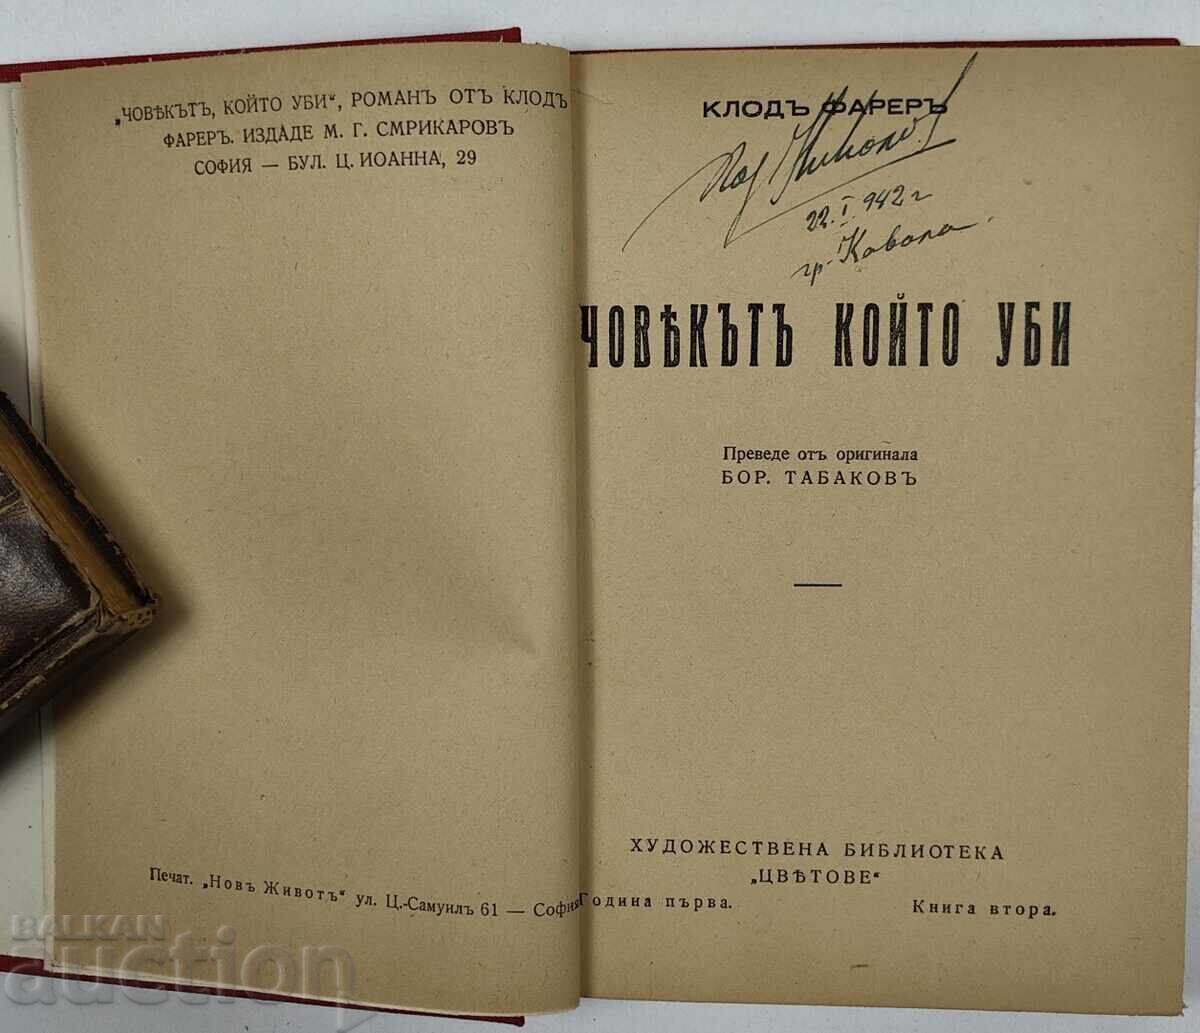 „ЧОВѢКЪТЪ, КОЙТО УБИ“, РОМАНЪ ОТЪ КЛОДЪ
ФАРЕРЪ. ИЗДАДЕ М. Г. СМРИКАРОВЪ
СОФИЯ — БУЛ. Ц. ИОАННА, 29
Печат. „Новъ Животъ“ ул. Ц.-Самуилъ 61 — София
КЛОДЪ ФАРЕРЪ
Под Николов
22.I.942 г
гр. Кавала.
ЧОВѢКЪТЪ КОЙТО УБИ
Преведе отъ оригинала
БОР. ТАБАКОВЪ
ХУДОЖЕСТВЕНА БИБЛИОТЕКА
„ЦВѢТОВЕ“
Година първа. Книга втора.
BALKAN
auction